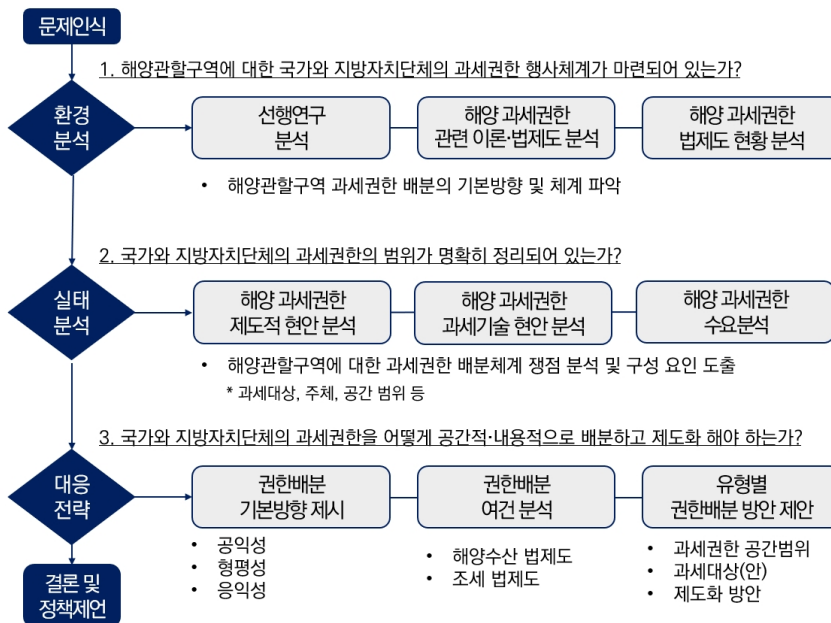 문제인식
1. 해양관할구역에 대한 국가와 지방자치단체의 과세권한 행사체계가 마련되어 있는가?
환경
분석
선행연구
분석
해양 과세권한
관련 이론·법제도 분석
해양 과세권한
법제도 현황 분석
• 해양관할구역 과세권한 배분의 기본방향 및 체계 파악
2. 국가와 지방자치단체의 과세권한의 범위가 명확히 정리되어 있는가?
실태
분석
해양 과세권한
제도적 현안 분석
해양 과세권한
과세기술 현안 분석
해양 과세권한
수요분석
• 해양관할구역에 대한 과세권한 배분체계 쟁점 분석 및 구성 요인 도출
* 과세대상, 주체, 공간 범위 등
3. 국가와 지방자치단체의 과세권한을 어떻게 공간적·내용적으로 배분하고 제도화 해야 하는가?
대응
전략
권한배분
기본방향 제시
권한배분
여건 분석
유형별
권한배분 방안 제안
• 공익성
• 형평성
• 응익성
• 해양수산 법제도
• 조세 법제도
• 과세권한 공간범위
• 과세대상(안)
• 제도화 방안
결론 및
정책제언